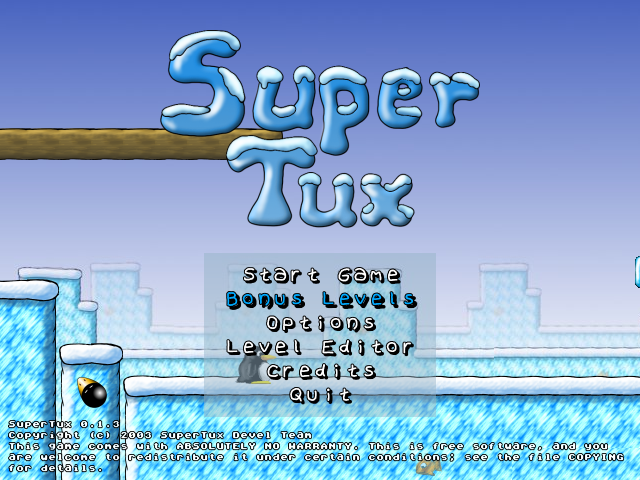 Super
Tux
Start Game
Bonus Levels
Options
Level Editor
Credits
Quit
SuperTux 0.1.3
Copyright (c) 2003 SuperTux Devel Team
This game comes with ABSOLUTELY NO WARRANTY. This is free software, and you
are welcome to redistribute it under certain conditions; see the file COPYING
for details.